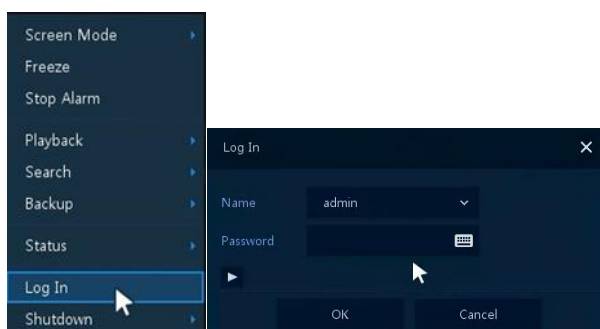 Screen Mode
Freeze
Stop Alarm
Playback
Search
Backup
Status
Log In
Shutdown
Log In
Name admin
Password
OK Cancel